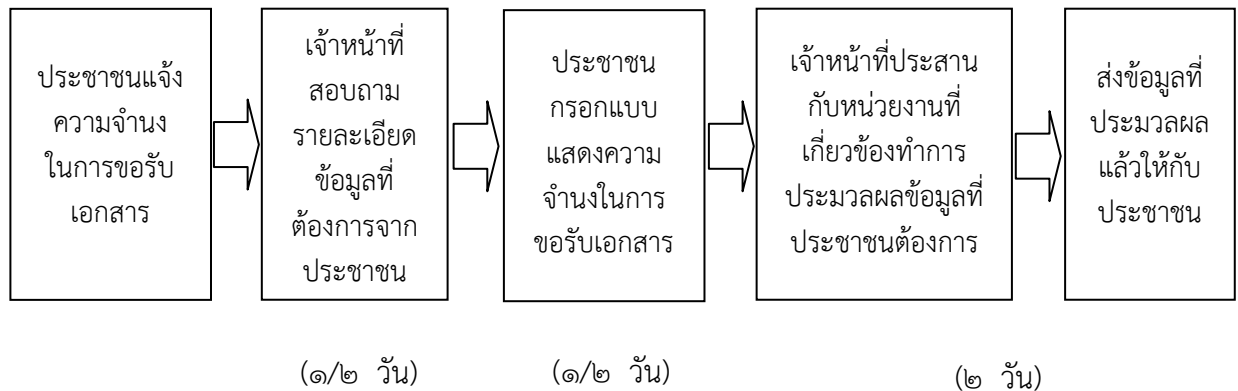 ประชาชนแจ้ง
ความจำนง
ในการขอรับ
เอกสาร
เจ้าหน้าที่
สอบถาม
รายละเอียด
ข้อมูลที่
ต้องการจาก
ประชาชน
ประชาชน
กรอกแบบ
แสดงความ
จำนงในการ
ขอรับเอกสาร
เจ้าหน้าที่ประสาน
กับหน่วยงานที่
เกี่ยวข้องทำการ
ประมวลผลข้อมูลที่
ประชาชนต้องการ
ส่งข้อมูลที่
ประมวลผล
แล้วให้กับ
ประชาชน
(๑/๒ วัน)
(๑/๒ วัน)
(๒ วัน)